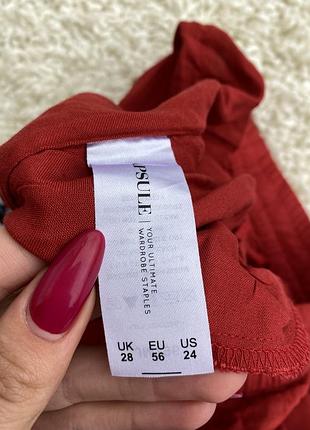 PSULE
YOUR ULTIMATE
WARDROBE STAPLES
UK EU US
28 56 24